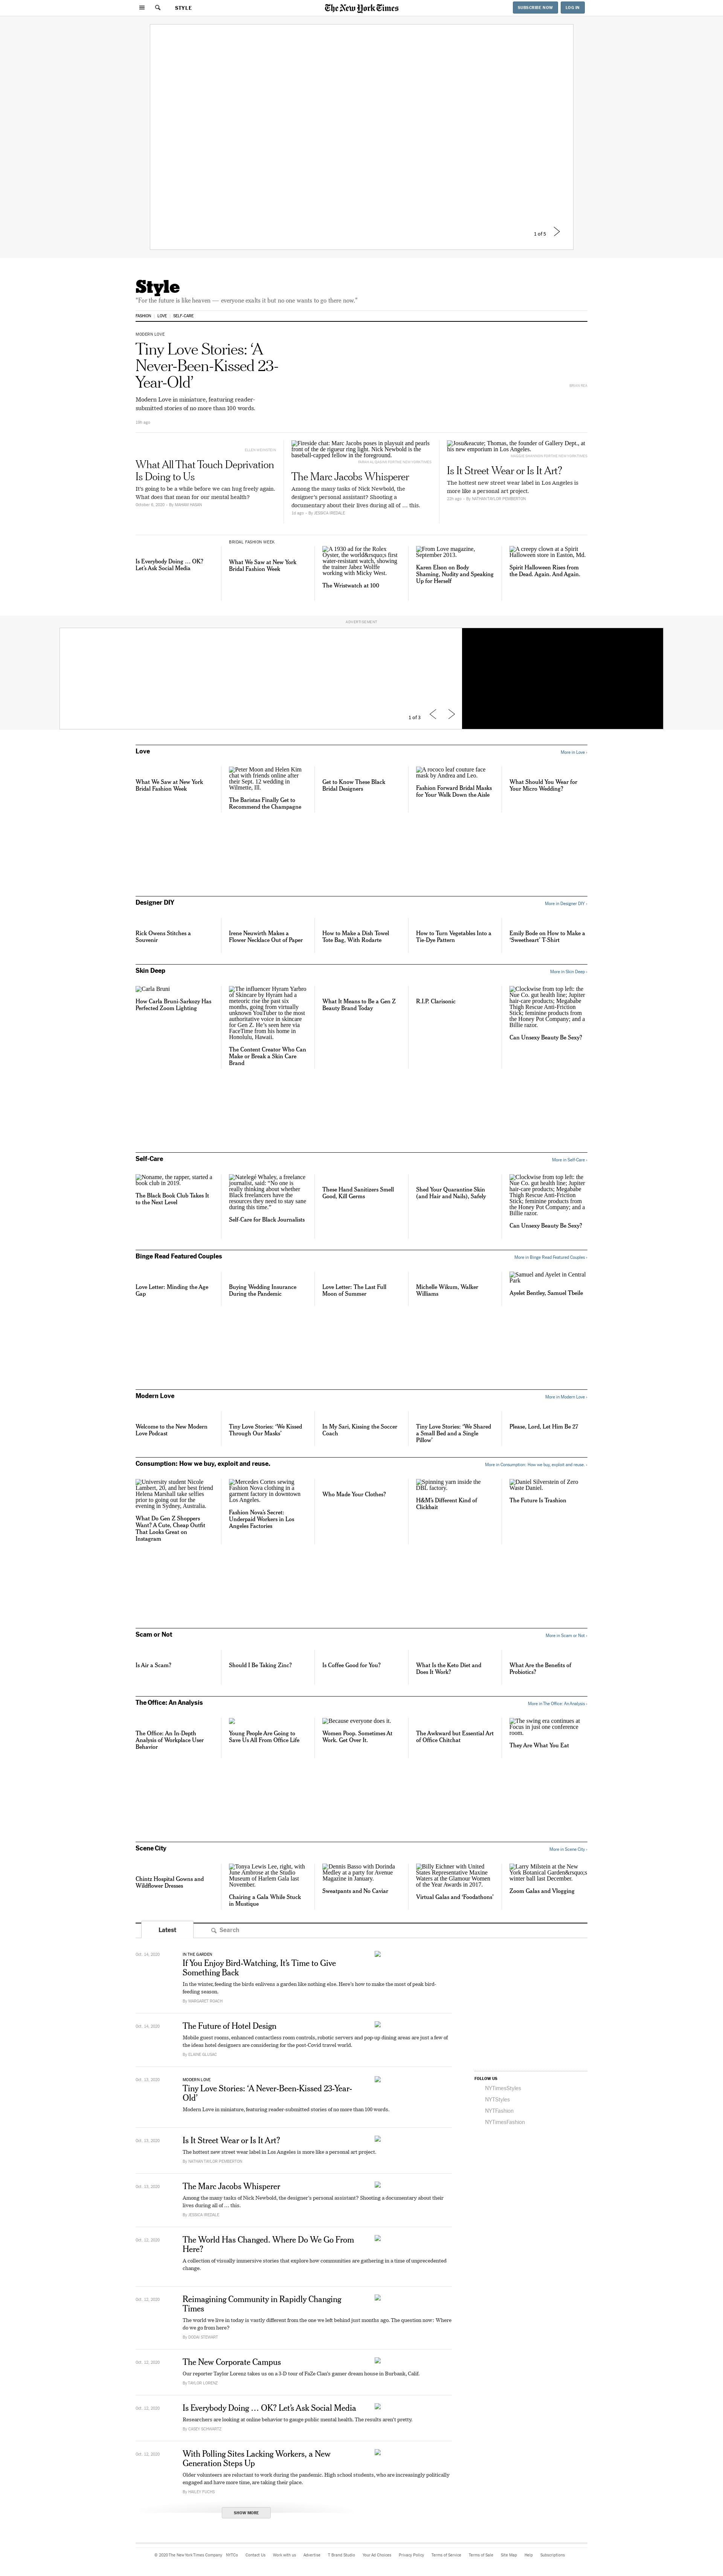 STYLE
The New York Times
SUBSCRIBE NOW
LOG IN
1 of 5
Style
"For the future is like heaven — everyone exalts it but no one wants to go there now."
FASHION
LOVE
SELF-CARE
MODERN LOVE
Tiny Love Stories: ‘A
Never-Been-Kissed 23-
Year-Old’
Modern Love in miniature, featuring reader-
submitted stories of no more than 100 words.
19h ago
What All That Touch Deprivation
Is Doing to Us
It’s going to be a while before we can hug freely again.
What does that mean for our mental health?
October 6, 2020 · By MAHAM HASAN
Fireside chat: Marc Jacobs posing in playsuit and pearls
front of the de rigueur ring light. Nick Newbold is the
baseball-capped fellow in the foreground.
The Marc Jacobs Whisperer
Among the many tasks of Nick Newbold, the
designer’s personal assistant? Shooting a
documentary about their lives during all of … this.
1d ago · By JESSICA IREDALE
Josu&eacute; Thomas, the founder of Gallery Dept., at
his new emporium in Los Angeles.
Is It Street Wear or Is It Art?
The hottest new street wear label in Los Angeles is
more like a personal art project.
By NATHAN TAYLOR PEMBERTON
Is Everybody Doing … OK?
Let’s Ask Social Media
BRIDAL FASHION WEEK
What We Saw at New York
Bridal Fashion Week
A 1930 ad for the Rolex
Oyster, the world&rsquo;s first
water-resistant watch, showing
the trainer Jabez Wolffe
working with Micky West.
The Wristwatch at 100
From Love magazine,
September 2013.
Karen Elson on Body
Shaming, Nudity and Speaking
Up for Herself
A creepy clown at a Spirit
Halloween store in Easton, Md.
Spirit Halloween Rises from
the Dead. Again. And Again.
ADVERTISEMENT
1 of 3
Love
More in Love ›
What We Saw at New York
Bridal Fashion Week
Peter Moon and Helen Kim
chat with friends online after
their Sept. 12 wedding in
Wilmette, Ill.
The Baristas Finally Get to
Recommend the Champagne
Get to Know These Black
Bridal Designers
A rococo leaf couture face
mask by Andrea and Leo.
Fashion Forward Bridal Masks
for Your Walk Down the Aisle
What Should You Wear for
Your Micro Wedding?
Designer DIY
More in Designer DIY ›
Rick Owens Stitches a
Souvenir
Irene Neuwirth Makes a
Flower Necklace Out of Paper
How to Make a Dish Towel
Tote Bag, With Rodarte
How to Turn Vegetables Into a
Tie-Dye Pattern
Emily Bode on How to Make a
‘Sweetheart’ T-Shirt
Skin Deep
More in Skin Deep ›
Carla Bruni
How Carla Bruni-Sarkozy Has
Perfected Zoom Lighting
The influencer Hyram Yarbro
of Skincare by Hyram had a
meteoric rise the past six
months, going from virtually
unknown YouTuber to the most
authoritative voice in skincare
for Gen Z. He’s seen here via
FaceTime from his home in
Honolulu, Hawaii.
The Content Creator Who Can
Make or Break a Skin Care
Brand
What It Means to Be a Gen Z
Beauty Brand Today
R.I.P. Clarisonic
Clockwise from top left: the
Nue Co. gut health line; Jupiter
hair-care products; Megababe
Thigh Rescue Anti-Friction
Stick; feminine products from
the Honey Pot Company; and a
Billie razor.
Can Unsexy Beauty Be Sexy?
Self-Care
More in Self-Care ›
Noname, the rapper, started a
book club in 2019.
The Black Book Club Takes It
to the Next Level
Natelegé Whaley, a freelance
journalist, said: “No one is
really thinking about whether
Black freelancers have the
resources they need to stay sane
during this time.”
Self-Care for Black Journalists
These Hand Sanitizers Smell
Good, Kill Germs
Shed Your Quarantine Skin
(and Hair and Nails), Safely
Clockwise from top left: the
Nue Co. gut health line; Jupiter
hair-care products; Megababe
Thigh Rescue Anti-Friction
Stick; feminine products from
the Honey Pot Company; and a
Billie razor.
Can Unsexy Beauty Be Sexy?
Binge Read Featured Couples
More in Binge Read Featured Couples ›
Love Letter: Minding the Age
Gap
Buying Wedding Insurance
During the Pandemic
Love Letter: The Last Full
Moon of Summer
Michelle Wikum, Walker
Williams
Samuel and Ayelet in Central
Park
Ayelet Bentley, Samuel Tbeile
Modern Love
More in Modern Love ›
Welcome to the New Modern
Love Podcast
Tiny Love Stories: ‘We Kissed
Through Our Masks’
In My Sari, Kissing the Soccer
Coach
Tiny Love Stories: ‘We Shared
a Small Bed and a Single
Pillow’
Please, Lord, Let Him Be 27
Consumption: How we buy, exploit and reuse.
More in Consumption: How we buy, exploit and reuse. ›
University student Nicole
Lambert, 20, and her best friend
Helena Marshall take selfies
prior to going out for the
evening in Sydney, Australia.
What Do Gen Z Shoppers
Want? A Cute, Cheap Outfit
That Looks Great on
Instagram
Mercedes Cortes sewing
Fashion Nova clothing in a
garment factory in downtown
Los Angeles.
Fashion Nova’s Secret:
Underpaid Workers in Los
Angeles Factories
Who Made Your Clothes?
Spinning yarn inside the
DBL factory.
H&M’s Different Kind of
Clickbait
Daniel Silverstein of Zero
Waste Daniel.
The Future Is Trashion
Scam or Not
More in Scam or Not ›
Is Air a Scam?
Should I Be Taking Zinc?
Is Coffee Good for You?
What Is the Keto Diet and
Does It Work?
What Are the Benefits of
Probiotics?
The Office: An Analysis
More in The Office: An Analysis ›
The Office: An In-Depth
Analysis of Workplace User
Behavior
Young People Are Going to
Save Us All From Office Life
Because everyone does it.
Women Poop. Sometimes At
Work. Get Over It.
The Awkward but Essential Art
of Office Chitchat
The swing era continues at
Focus in just one conference
room.
They Are What You Eat
Scene City
More in Scene City ›
Chintz Hospital Gowns and
Wildflower Dresses
Tonya Lewis Lee, right, with
Jane Ambrose at the Studio
Museum of Harlem Gala last
November.
Chairing a Gala While Stuck
in Mustique
Dennis Basso with Dorinda
Medley at a party for Avenue
Magazine in January.
Sweatpants and No Caviar
Billy Eichner with United
States Representative Maxine
Waters at the Glamour Women
of the Year Awards in 2017.
Virtual Galas and ‘Foodathons’
Larry Milstein at the New
York Botanical Garden&rsquo;s
winter ball last December.
Zoom Galas and Vlogging
Latest
Search
Oct. 14, 2020
IN THE GARDEN
If You Enjoy Bird-Watching, It’s Time to Give
Something Back
In the winter, feeding the birds enlivens a garden like nothing else. Here’s how to make the most of peak bird-
feeding season.
By MARGARET ROACH
Oct. 14, 2020
The Future of Hotel Design
Mobile guest rooms, enhanced contactless room controls, robotic servers and pop-up dining areas are just a few of
the ideas hotel designers are considering for the post-Covid travel world.
By ELAINE GLUSAC
Oct. 13, 2020
MODERN LOVE
Tiny Love Stories: ‘A Never-Been-Kissed 23-Year-
Old’
Modern Love in miniature, featuring reader-submitted stories of no more than 100 words.
Oct. 13, 2020
Is It Street Wear or Is It Art?
The hottest new street wear label in Los Angeles is more like a personal art project.
By NATHAN TAYLOR PEMBERTON
Oct. 12, 2020
The Marc Jacobs Whisperer
Among the many tasks of Nick Newbold, the designer’s personal assistant? Shooting a documentary about their
lives during all of … this.
By JESSICA IREDALE
Oct. 12, 2020
The World Has Changed. Where Do We Go From
Here?
A collection of visually immersive stories that explore how communities are gathering in a time of unprecedented
change.
Oct. 12, 2020
Reimagining Community in Rapidly Changing
Times
The world we live in today is vastly different from the one we left behind just months ago. The question now: Where
do we go from here?
By DODAI STEWART
Oct. 12, 2020
The New Corporate Campus
Our reporter Taylor Lorenz takes us on a 3-D tour of FaZe Clan’s gamer dream house in Burbank, Calif.
By TAYLOR LORENZ
Oct. 12, 2020
Is Everybody Doing … OK? Let’s Ask Social Media
Researchers are looking at online behavior to gauge public mental health. The results aren’t pretty.
By CASEY SCHWARTZ
Oct. 12, 2020
With Polling Sites Lacking Workers, a New
Generation Steps Up
Older volunteers are reluctant to work during the pandemic. High school students, who are increasingly politically
engaged and have more time, are taking their place.
By HAILEY FUCHS
SHOW MORE
FOLLOW US
NYTimesStyles
NYTStyles
NYTFashion
NYTimesFashion
© 2020 The New York Times Company
NYTCo
Contact Us
Work with us
Advertise
T Brand Studio
Your Ad Choices
Privacy Policy
Terms of Service
Terms of Sale
Site Map
Help
Subscriptions